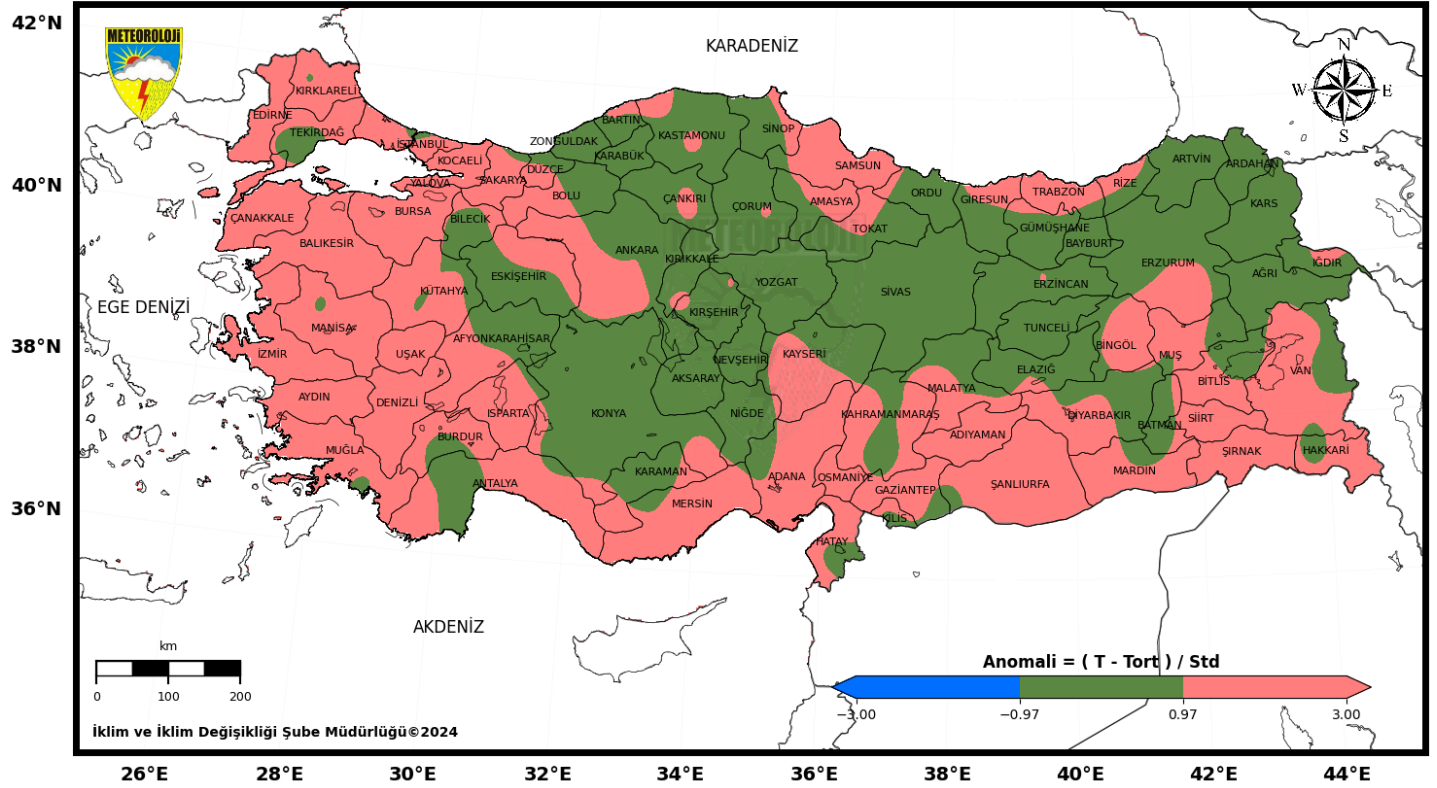 42°N
40°N
38°N
36°N
METEOROLOJİ
KARADENİZ
N
W
E
S
KIRKLARELİ
EDİRNE
TEKİRDAĞ
İSTANBUL
KOCAELİ
YALOVA
SAKARYA
DÜZCE
ZONGULDAK
BARTIN
KARABÜK
KASTAMONU
SİNOP
SAMSUN
BOLU
ÇANKIRI
ÇORUM
AMASYA
TOKAT
ORDU
GIRESUN
TRABZON
RİZE
ARTVİN
ARDAHAN
KARS
GÜMÜŞHANE
BAYBURT
ERZURUM
AĞRI
IĞDIR
ÇANAKKALE
BALIKESİR
BURSA
BİLECİK
ESKİŞEHİR
KÜTAHYA
ANKARA
KIRIKKALE
METEOROLOJİ
YOZGAT
KIRŞEHİR
SİVAS
ERZİNCAN
TUNCELİ
BİNGÖL
MUŞ
BİTLİS
VAN
EGE DENİZİ
MANİSA
İZMİR
UŞAK
AFYONKARAHİSAR
AKSARAY
NEVŞEHİR
KAYSERİ
MALATYA
ELAZIĞ
AYDIN
DENİZLİ
ISPARTA
BURDUR
KONYA
NİĞDE
KAHRAMANMARAŞ
ADIYAMAN
DİYARBAKIR
BATMAN
SİİRT
ŞIRNAK
HAKKARİ
MUĞLA
ANTALYA
KARAMAN
MERSİN
ADANA
OSMANİYE
GAZİANTEP
KİLİS
HATAY
ŞANLIURFA
MARDIN
AKDENİZ
km
0
100
200
Anomali = ( T - Tort ) / Std
−3.00
−0.97
0.97
3.00
İklim ve İklim Değişikliği Şube Müdürlüğü©2024
26°E
28°E
30°E
32°E
34°E
36°E
38°E
40°E
42°E
44°E